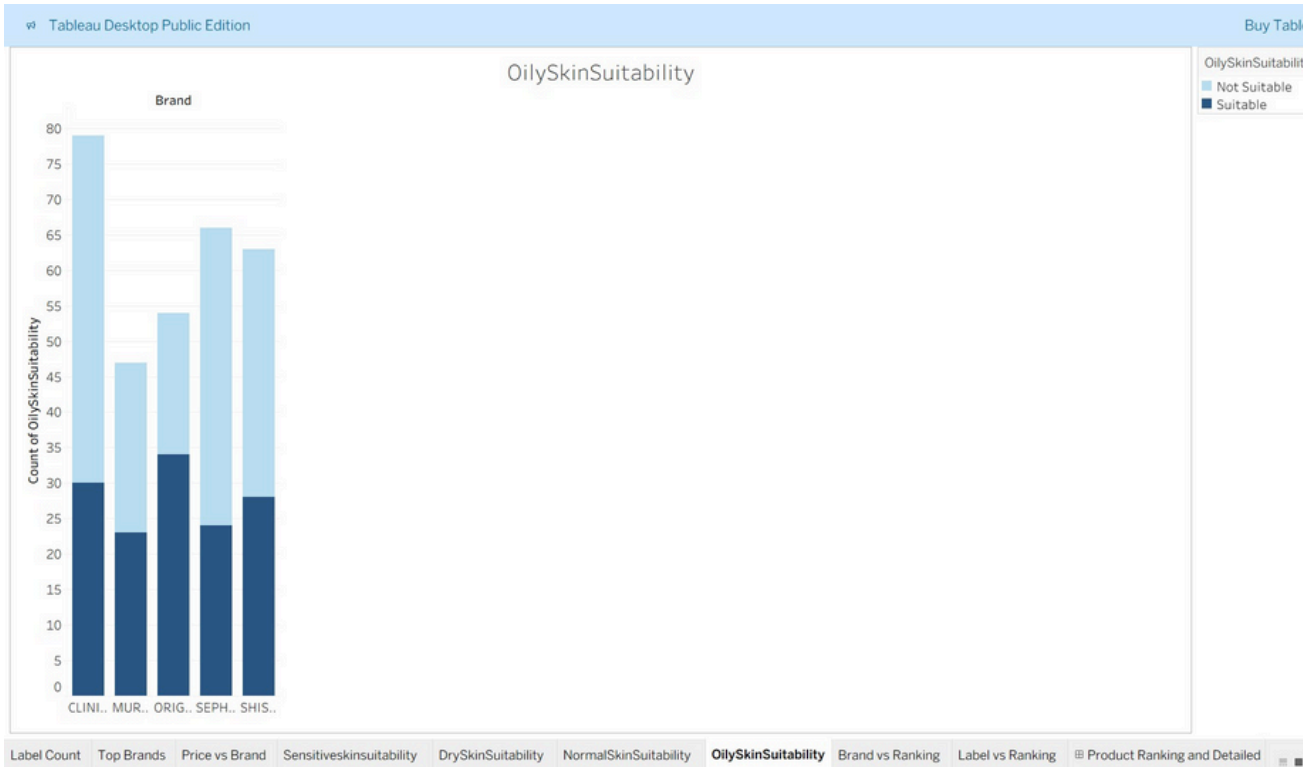 Tableau Desktop Public Edition
Buy Tabl
OilySkinSuitability
OilySkinSuitabilit
Not Suitable
Suitable
Brand
80
75
70
65
60
55
50
45
40
35
30
25
20
15
10
5
0
Count of OilySkinSuitability
CLINI.. MUR.. ORIG.. SEPH.. SHIS..
Label Count Top Brands Price vs Brand Sensitiveskinsuitability DrySkinSuitability NormalSkinSuitability OilySkinSuitability Brand vs Ranking Label vs Ranking Product Ranking and Detailed